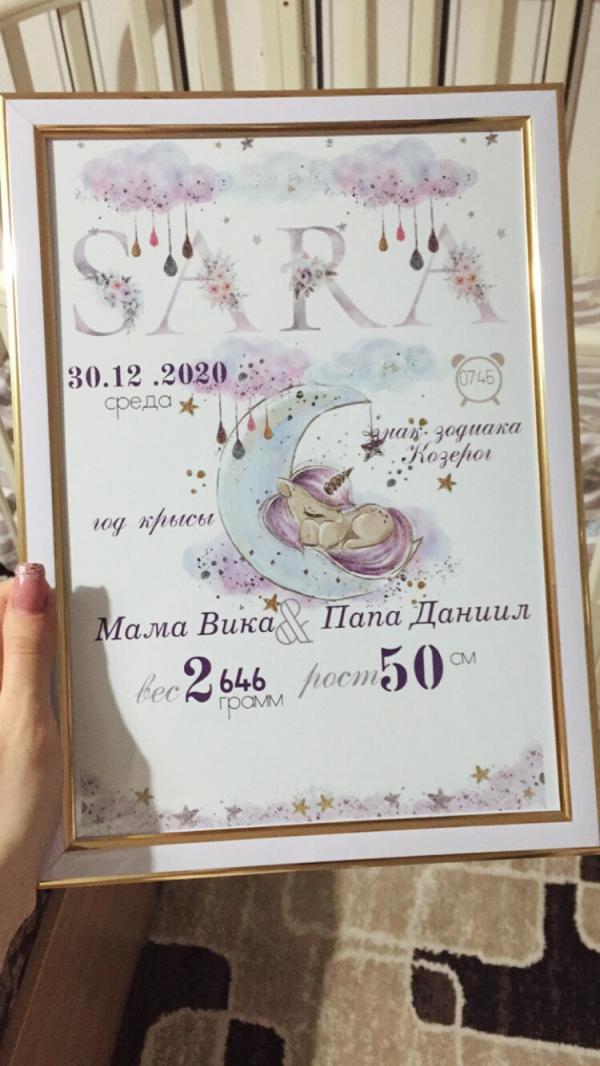 SARA
30.12 .2020
среда
0745
знак зодиака
Козерог
год крысы
Мама Вика & Папа Даниил
вес 2 646 грамм рост 50 см